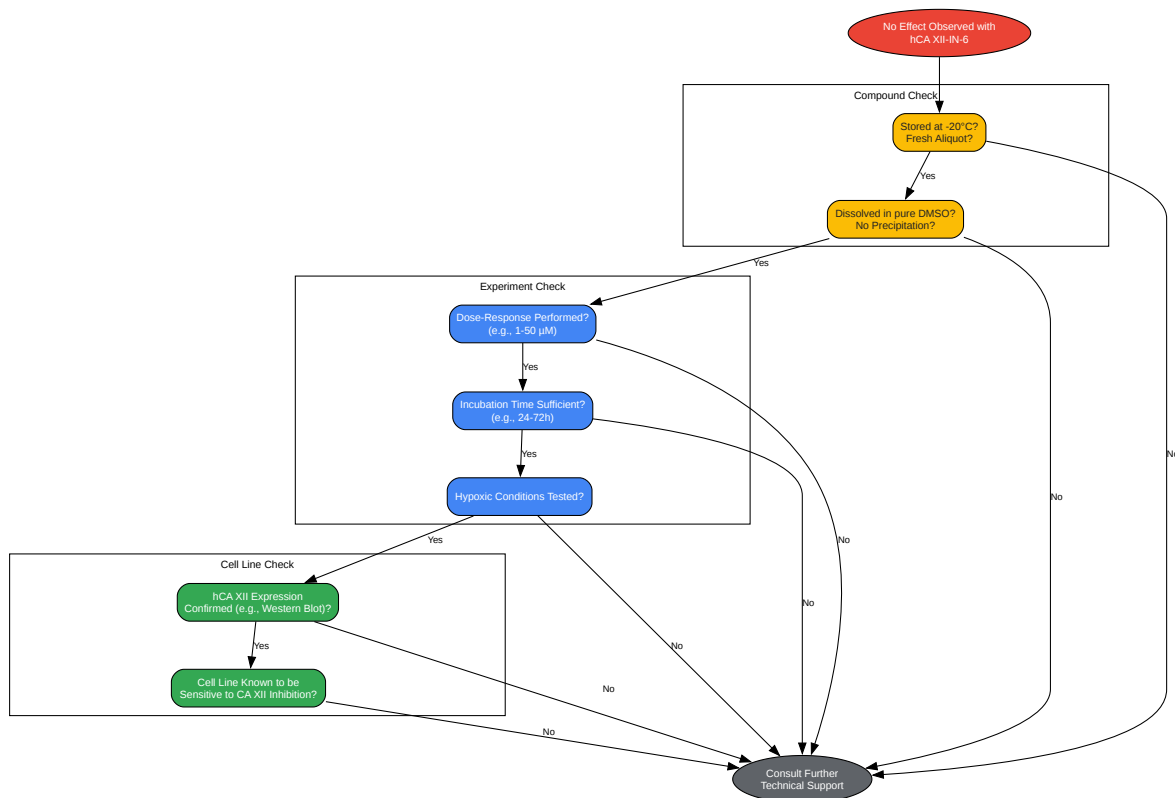 No Effect Observed with
hCA XII-IN-6
Compound Check
Stored at -20°C?
Fresh Aliquot?
Yes
Dissolved in pure DMSO?
No Precipitation?
Yes
Experiment Check
Dose-Response Performed?
(e.g., 1-50 µM)
Yes
Incubation Time Sufficient?
(e.g., 24-72h)
Yes
No
Hypoxic Conditions Tested?
No
Yes
No
Cell Line Check
hCA XII Expression
Confirmed (e.g., Western Blot)?
No
Yes
No
Cell Line Known to be
Sensitive to CA XII Inhibition?
No
No
Consult Further
Technical Support